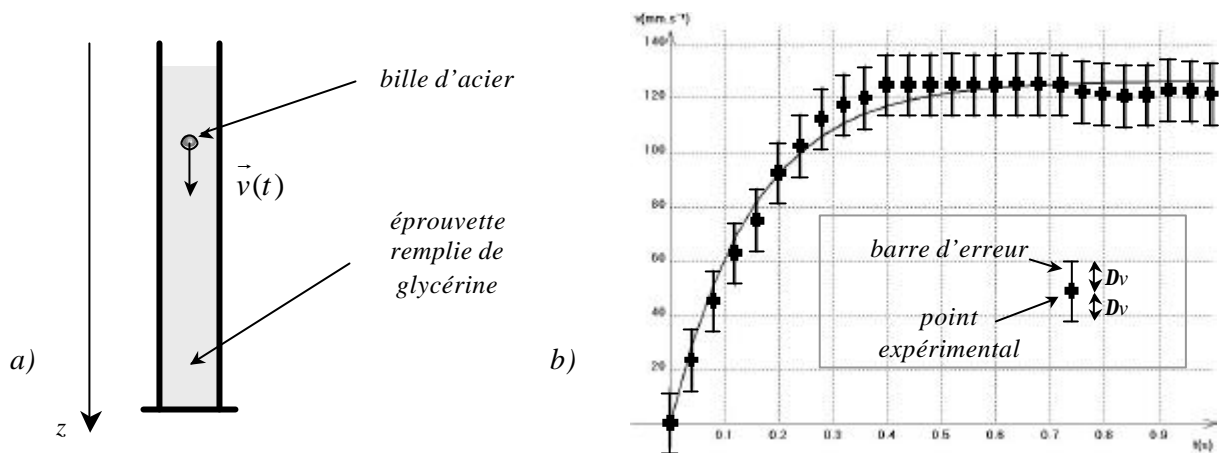 a)
bille d'acier
v(t)
éprouvette
remplie de
glycérine
z
b)
v(mm.s⁻¹)
140
120
100
80
60
40
20
barre d'erreur
Dv
Dv
point
expérimental
0.1 0.2 0.3 0.4 0.5 0.6 0.7 0.8 0.9
t(s)